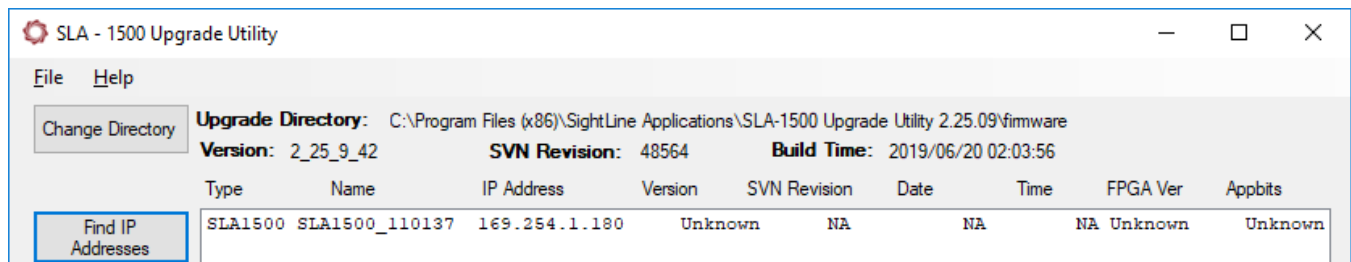 SLA - 1500 Upgrade Utility
File Help
Change Directory Upgrade Directory: C:\Program Files (x86)\SightLine Applications\SLA-1500 Upgrade Utility 2.25.09\firmware
Version: 2_25_9_42 SVN Revision: 48564 Build Time: 2019/06/20 02:03:56
Type Name IP Address Version SVN Revision Date Time FPGA Ver Appbits
Find IP Addresses
SLA1500 SLA1500_110137 169.254.1.180 Unknown NA NA NA Unknown Unknown